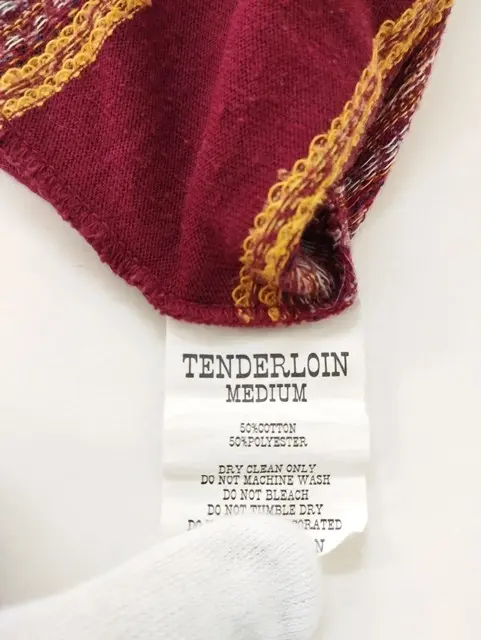 TENDERLOIN
MEDIUM
50%COTTON
50%POLYESTER
DRY CLEAN ONLY
DO NOT MACHINE WASH
DO NOT BLEACH
DO NOT TUMBLE DRY